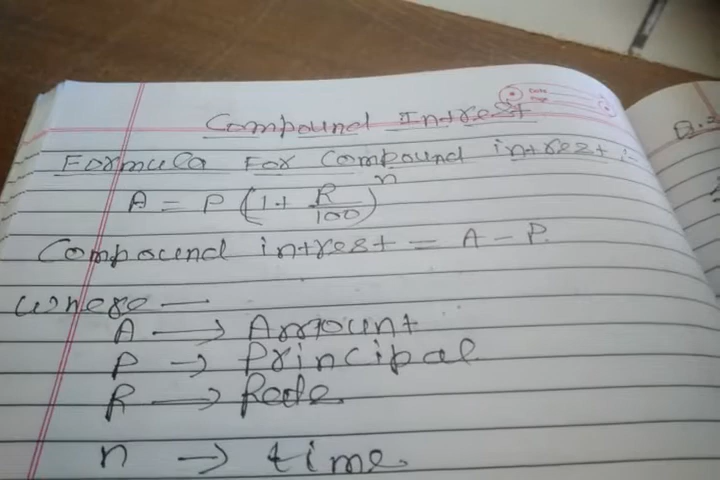 Compound Intrest
Formula For Compound intrest :-
A = P (1 + R/100)^n
Compound intrest = A - P.
where —
A → Amount
P → Principal
R → Rate
n → time.